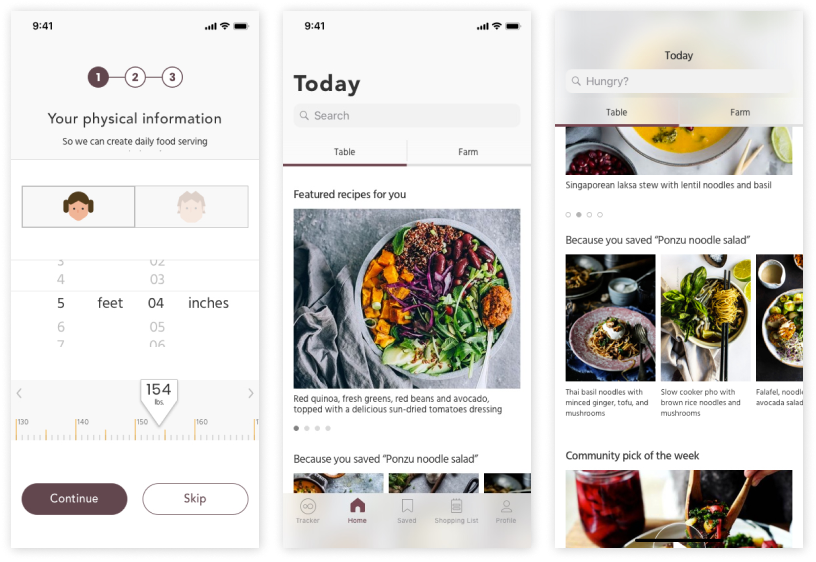 9:41
1
2
3
Your physical information
So we can create daily food serving
3
02
4
03
5 feet 04 inches
6
05
7
06
154
lbs.
130
140
150
160
Continue
Skip
9:41
Today
Search
Table
Farm
Featured recipes for you
Red quinoa, fresh greens, red beans and avocado,
topped with a delicious sun-dried tomatoes dressing
Because you saved “Ponzu noodle salad”
Tracker
Home
Saved
Shopping List
Profile
Today
Hungry?
Table
Farm
Singaporean laksa stew with lentil noodles and basil
Because you saved “Ponzu noodle salad”
Thai basil noodles with
minced ginger, tofu, and
mushrooms
Slow cooker pho with
brown rice noodles and
mushrooms
Falafel, noodle
avocada salad
Community pick of the week